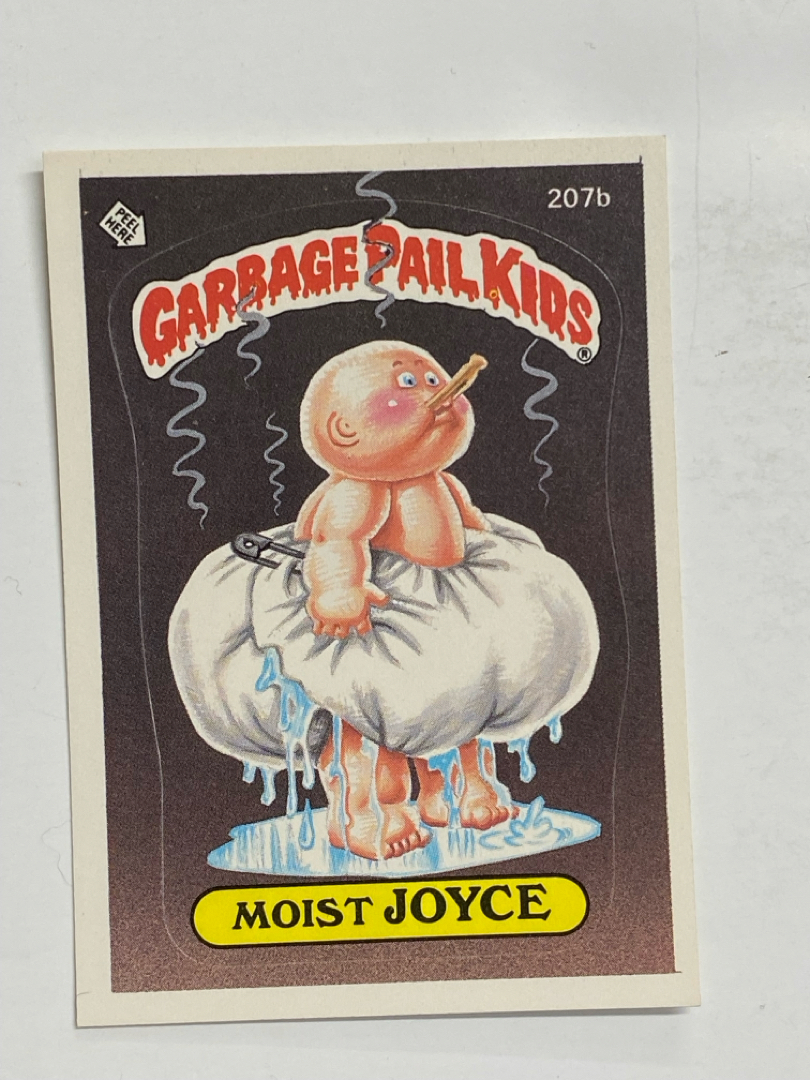 PEEL
HERE
207b
GARBAGE PAIL KIDS®
MOIST JOYCE